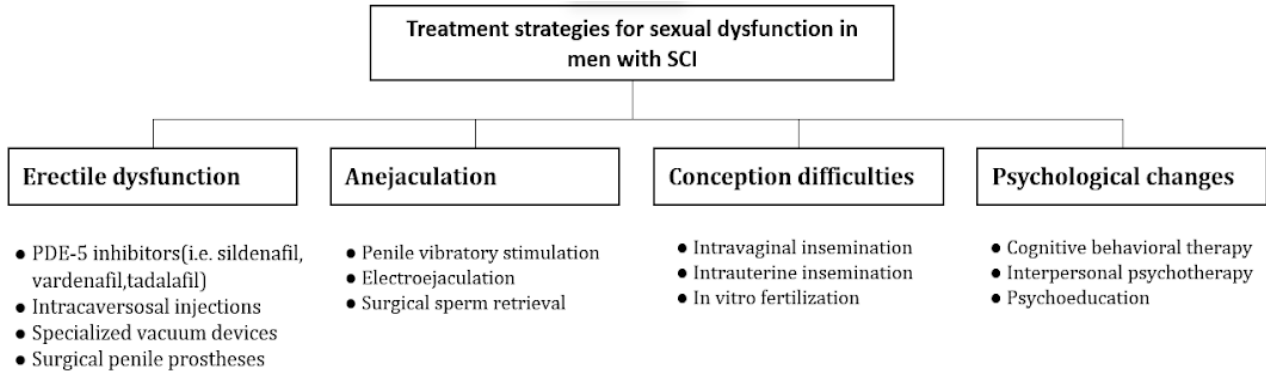 Treatment strategies for sexual dysfunction in
men with SCI
Erectile dysfunction
● PDE-5 inhibitors(i.e. sildenafil,
vardenafil,tadalafil)
● Intracaversosal injections
● Specialized vacuum devices
● Surgical penile prostheses
Anejaculation
● Penile vibratory stimulation
● Electroejaculation
● Surgical sperm retrieval
Conception difficulties
● Intravaginal insemination
● Intrauterine insemination
● In vitro fertilization
Psychological changes
● Cognitive behavioral therapy
● Interpersonal psychotherapy
● Psychoeducation